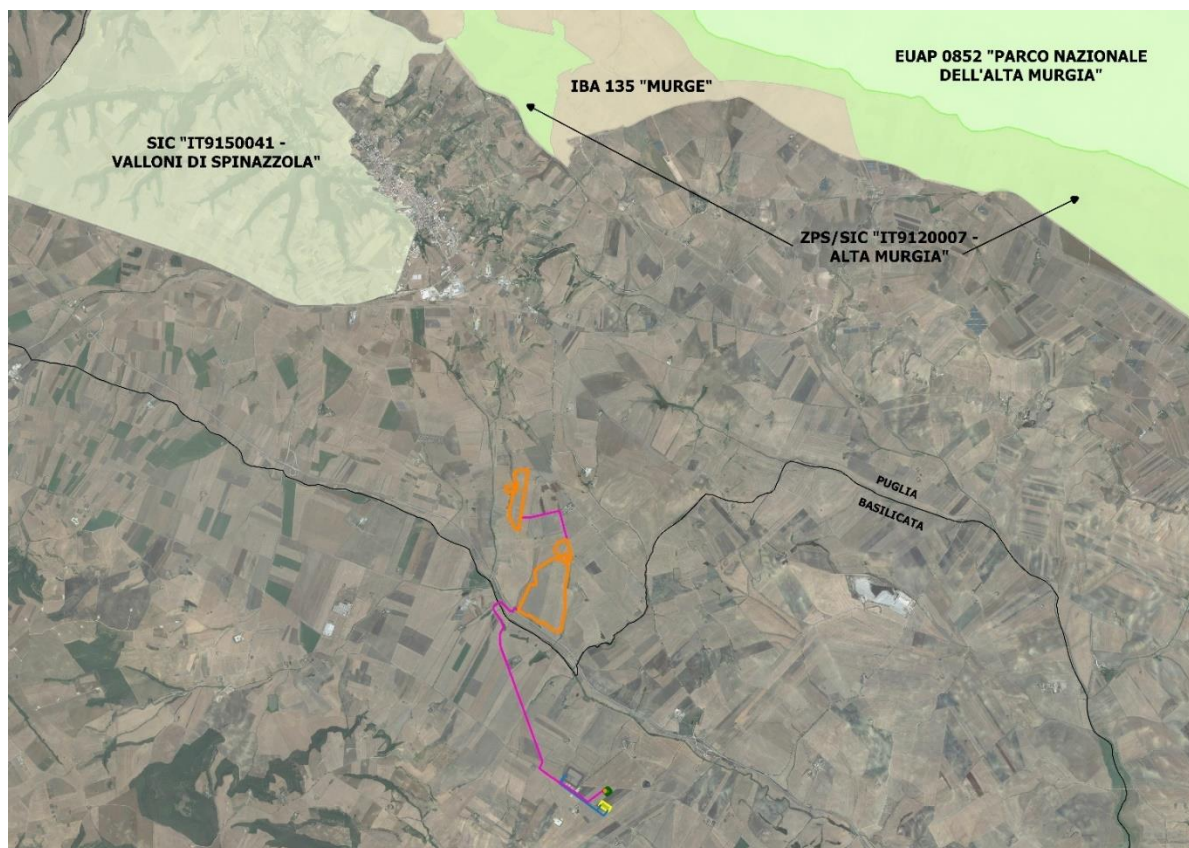 EUAP 0852 "PARCO NAZIONALE
DELL'ALTA MURGIA"
IBA 135 "MURGE"
SIC "IT9150041 -
VALLONI DI SPINAZZOLA"
ZPS/SIC "IT9120007 -
ALTA MURGIA"
PUGLIA
BASILICATA